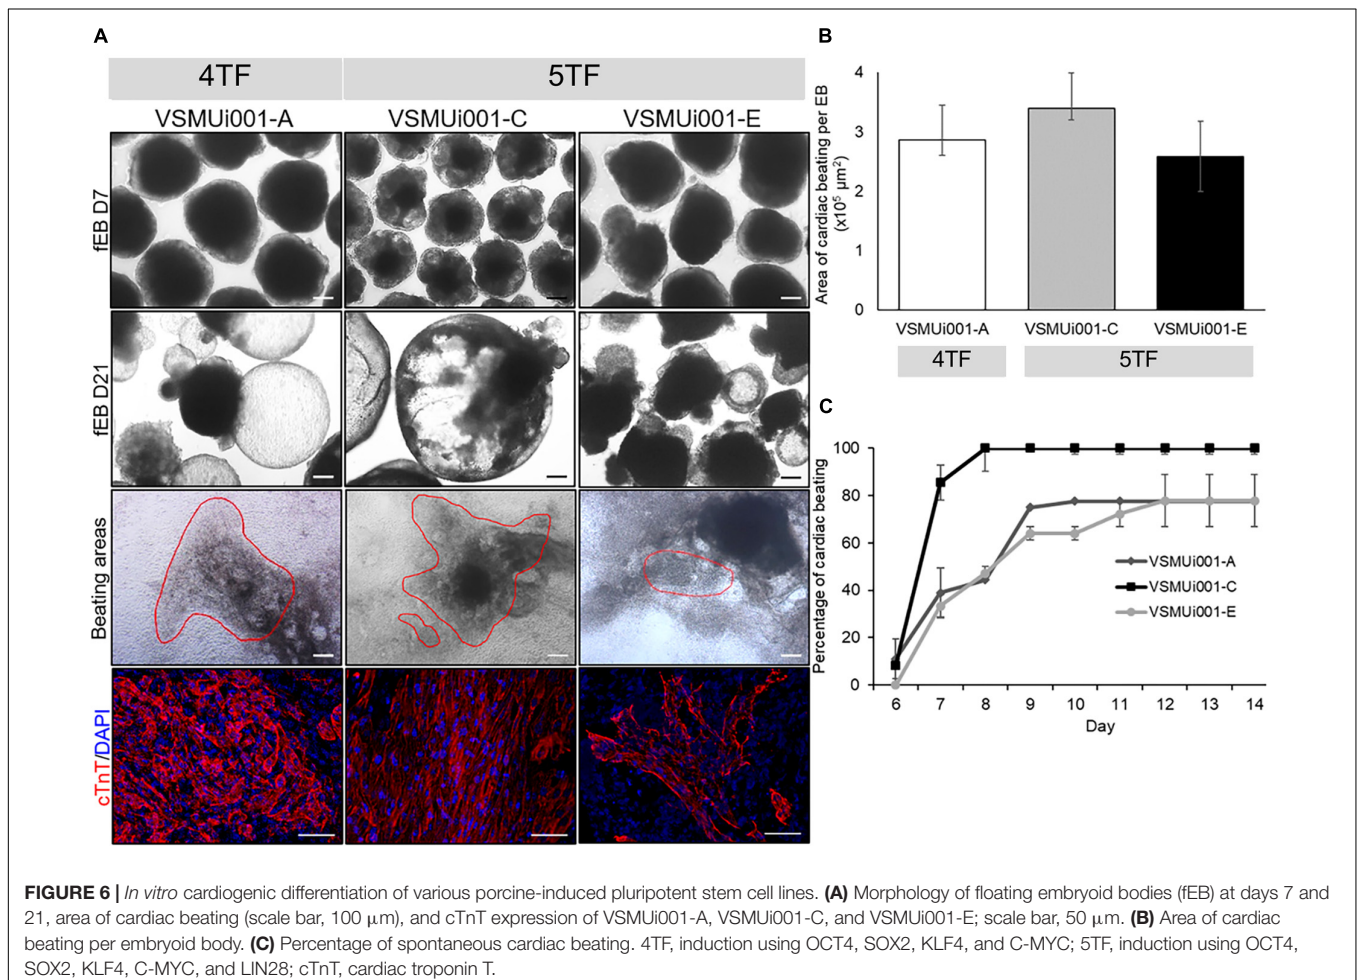 A
4TF
5TF
VSMUi001-A
VSMUi001-C
VSMUi001-E
fEB D7
fEB D21
Beating areas
cTnT/DAPI
B
Area of cardiac beating per EB
(x10⁵ µm²)
4
3
2
1
0
VSMUi001-A
VSMUi001-C
VSMUi001-E
4TF
5TF
C
Percentage of cardiac beating
100
80
60
40
20
0
VSMUi001-A
VSMUi001-C
VSMUi001-E
6 7 8 9 10 11 12 13 14
Day
FIGURE 6 | In vitro cardiogenic differentiation of various porcine-induced pluripotent stem cell lines. (A) Morphology of floating embryoid bodies (fEB) at days 7 and
21, area of cardiac beating (scale bar, 100 µm), and cTnT expression of VSMUi001-A, VSMUi001-C, and VSMUi001-E; scale bar, 50 µm. (B) Area of cardiac
beating per embryoid body. (C) Percentage of spontaneous cardiac beating. 4TF, induction using OCT4, SOX2, KLF4, and C-MYC; 5TF, induction using OCT4,
SOX2, KLF4, C-MYC, and LIN28; cTnT, cardiac troponin T.